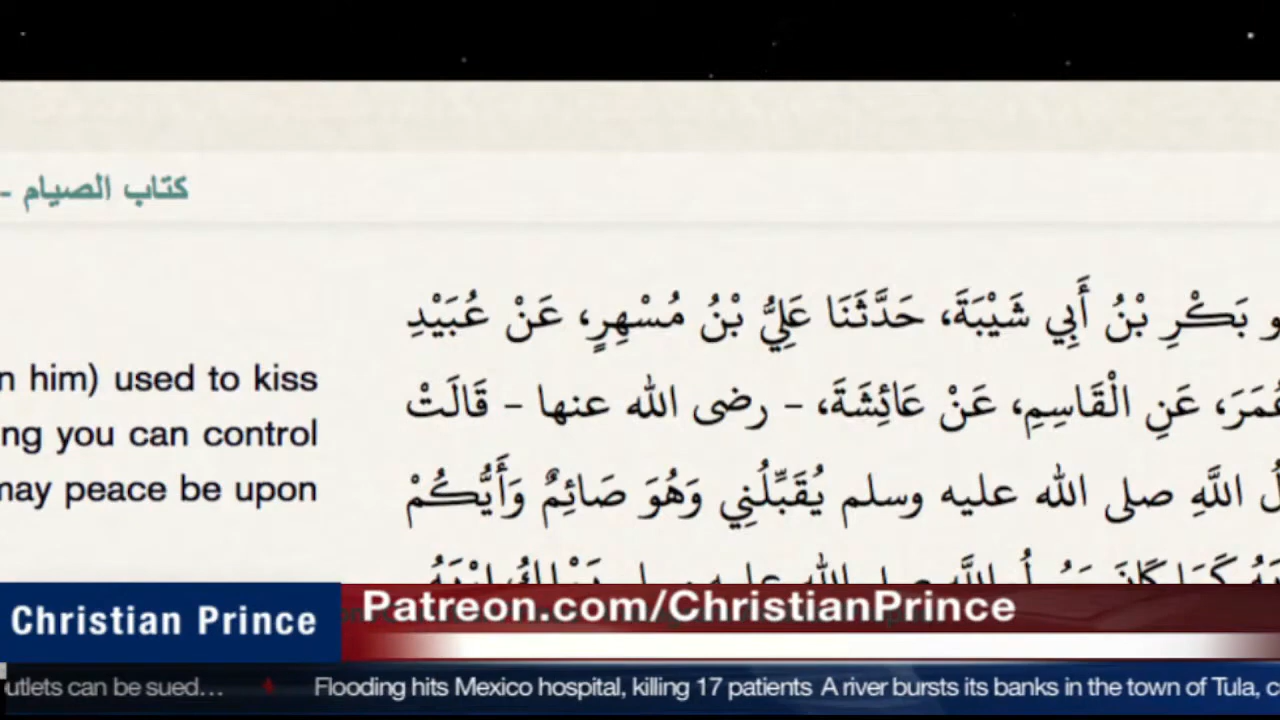 كتاب الصيام -
بَكْرِ بْنُ أَبِي شَيْبَةَ، حَدَّثَنَا عَلِيُّ بْنُ مُسْهِرٍ، عَنْ عُبَيْدِ
عُمَرَ، عَنِ الْقَاسِمِ، عَنْ عَائِشَةَ، - رضى الله عنها - قَالَتْ
اللَّهِ صلى الله عليه وسلم يُقَبِّلُنِي وَهُوَ صَائِمٌ وَأَيُّكُمْ
him) used to kiss
you can control
may peace be upon
Christian Prince
Patreon.com/ChristianPrince
utlets can be sued... Flooding hits Mexico hospital, killing 17 patients A river bursts its banks in the town of Tula, c